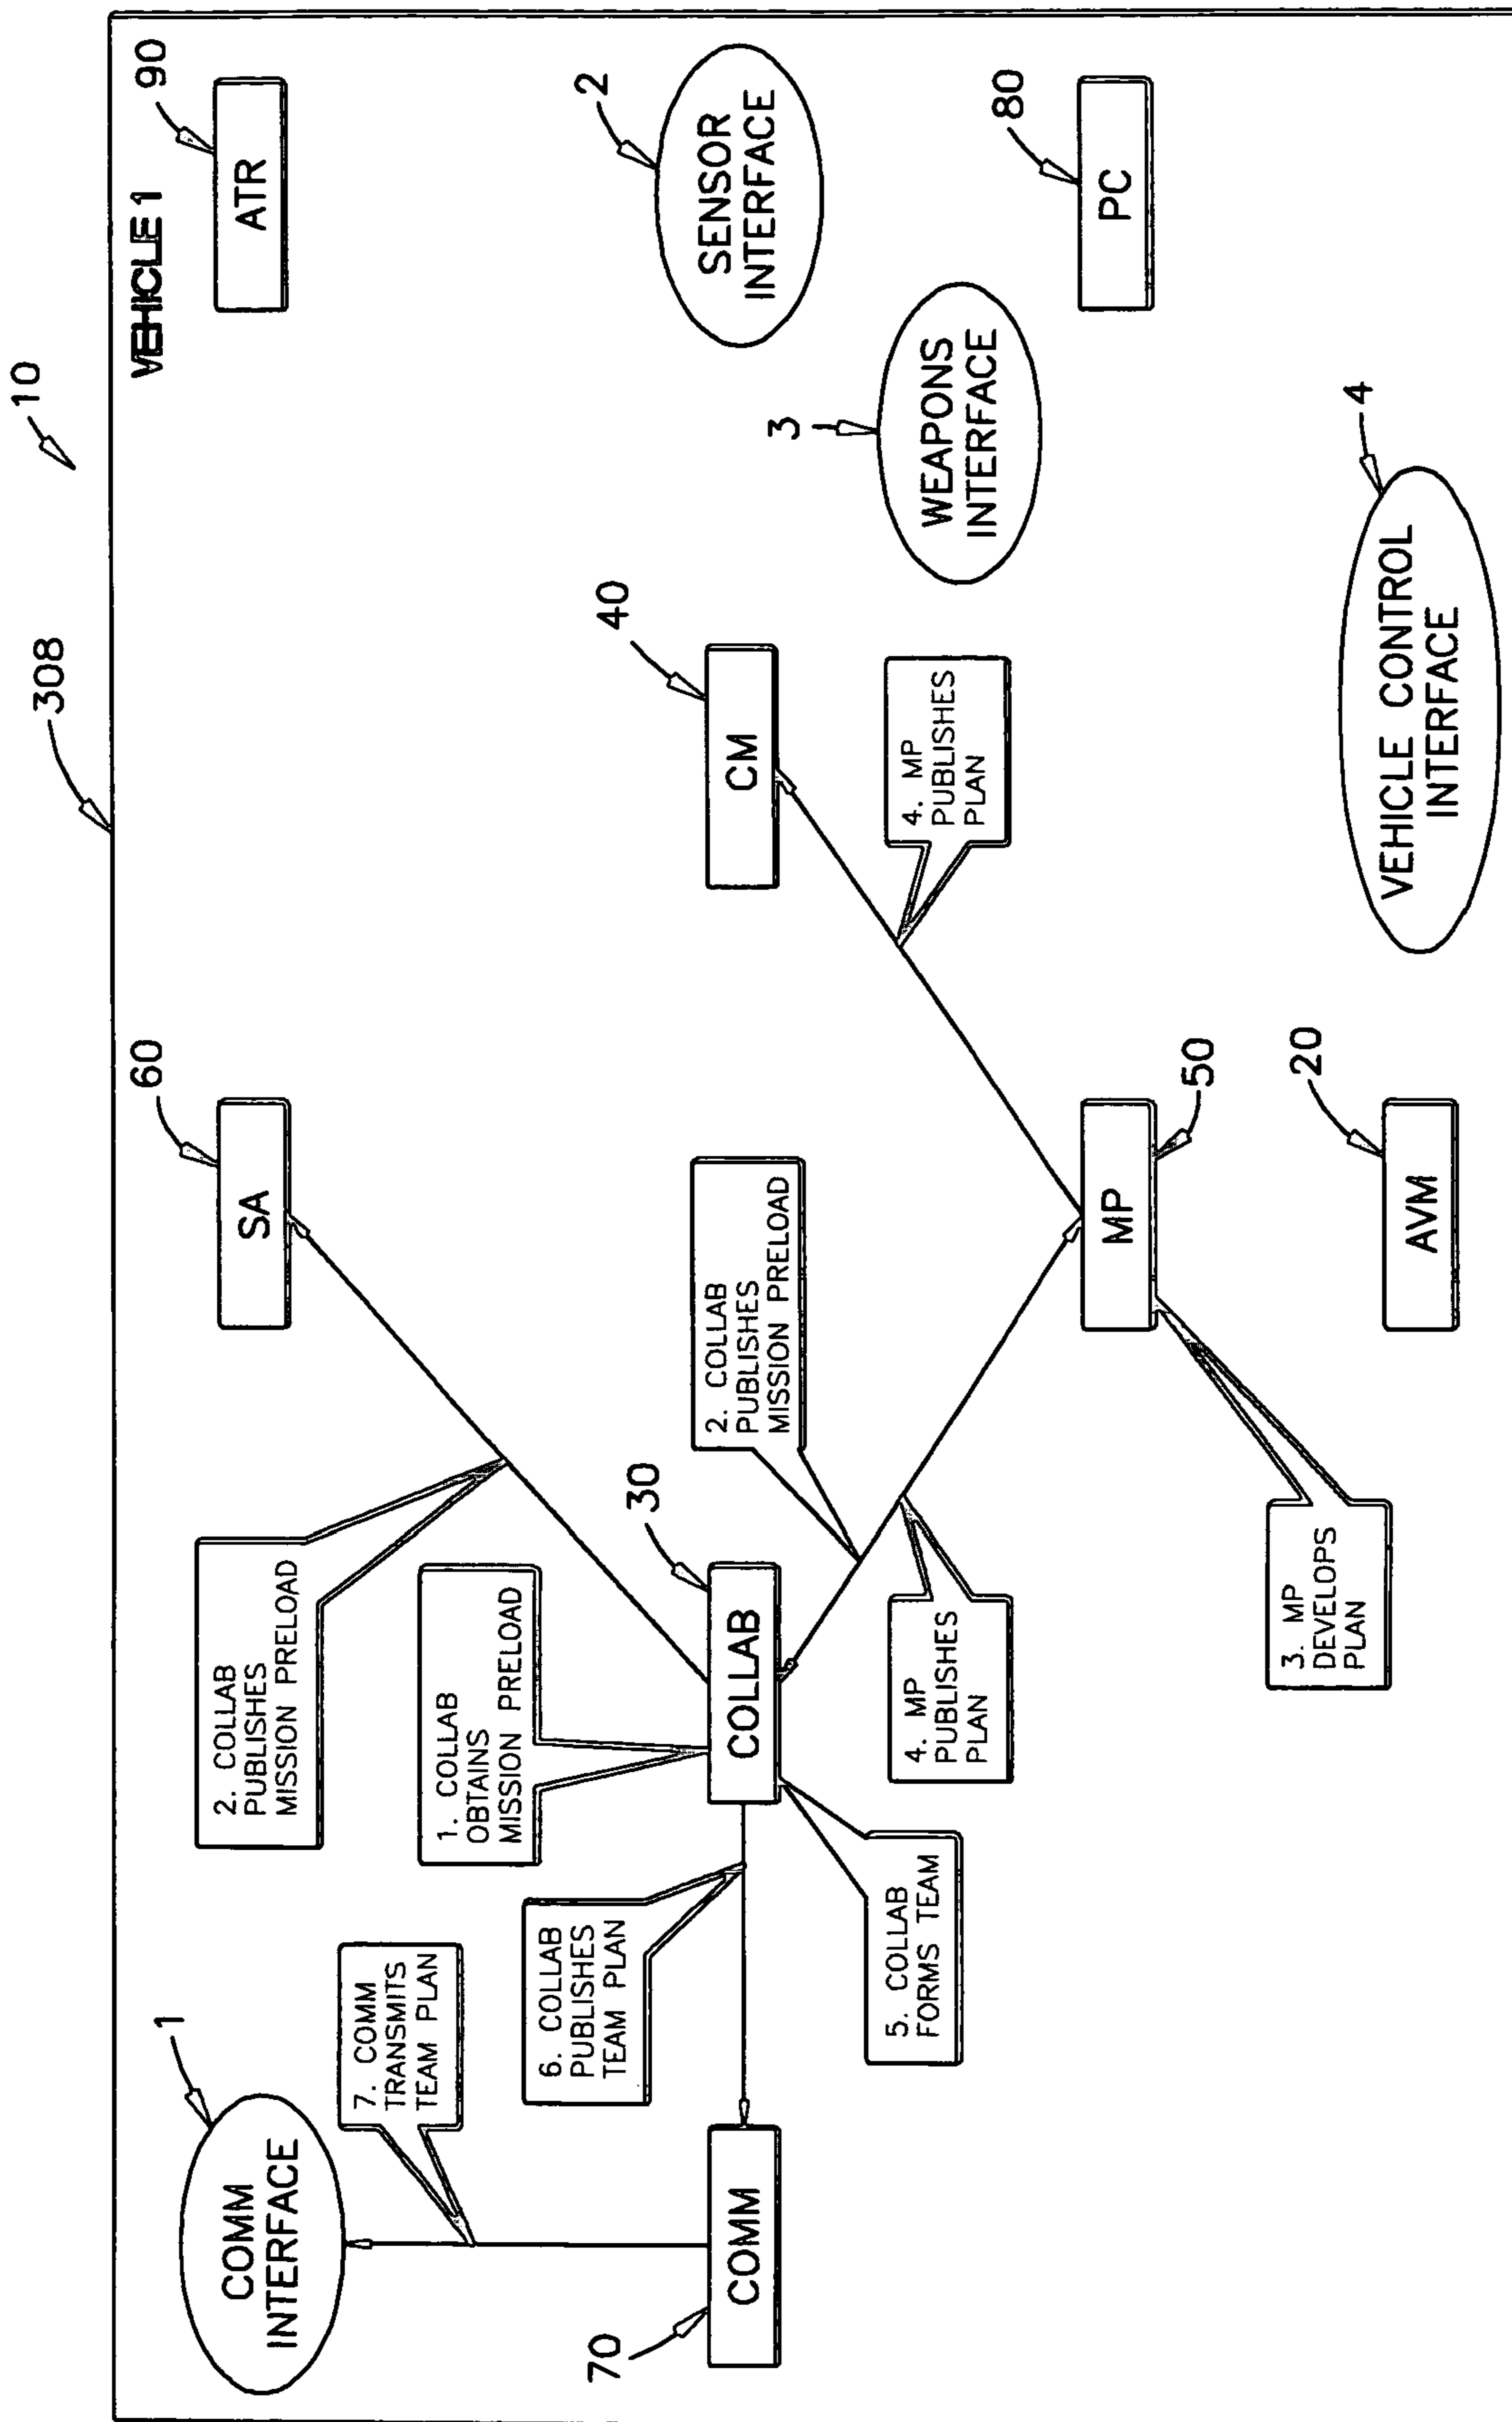 10
308
VEHICLE 1
COMM
INTERFACE
1
7. COMM
TRANSMITS
TEAM PLAN
COMM
70
6. COLLAB
PUBLISHES
TEAM PLAN
2. COLLAB
PUBLISHES
MISSION PRELOAD
1. COLLAB
OBTAINS
MISSION PRELOAD
COLLAB
30
5. COLLAB
FORMS TEAM
4. MP
PUBLISHES
PLAN
2. COLLAB
PUBLISHES
MISSION PRELOAD
3. MP
DEVELOPS
PLAN
SA
60
MP
50
AVM
20
CM
40
4. MP
PUBLISHES
PLAN
ATR
90
SENSOR
INTERFACE
2
WEAPONS
INTERFACE
3
PC
80
VEHICLE CONTROL
INTERFACE
4